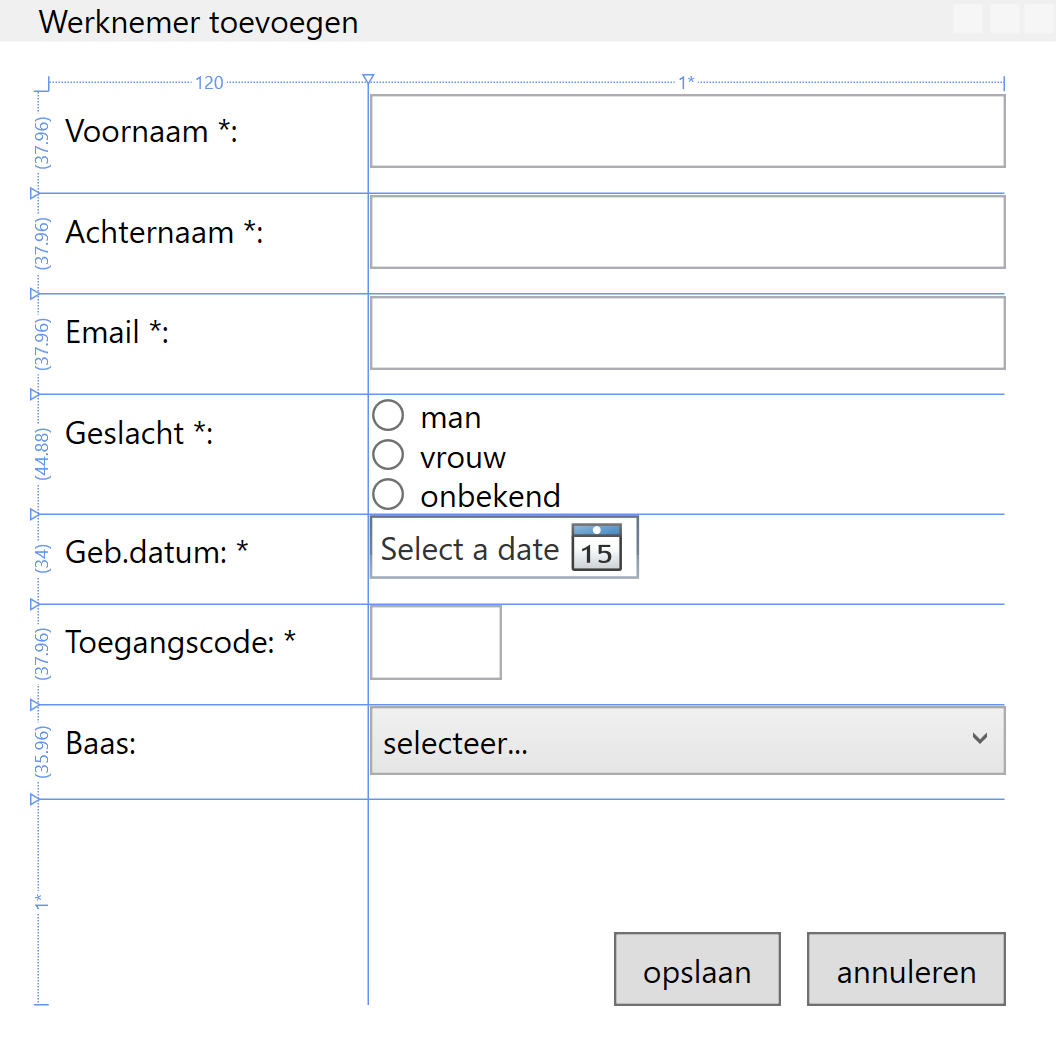 Werknemer toevoegen
120 1*
(37.96) Voornaam *:
(37.96) Achternaam *:
(37.96) Email *:
(44.88) Geslacht *:
man
vrouw
onbekend
(34) Geb.datum: * Select a date 15
(37.96) Toegangscode: *
(35.96) Baas: selecteer...
1*
opslaan annuleren